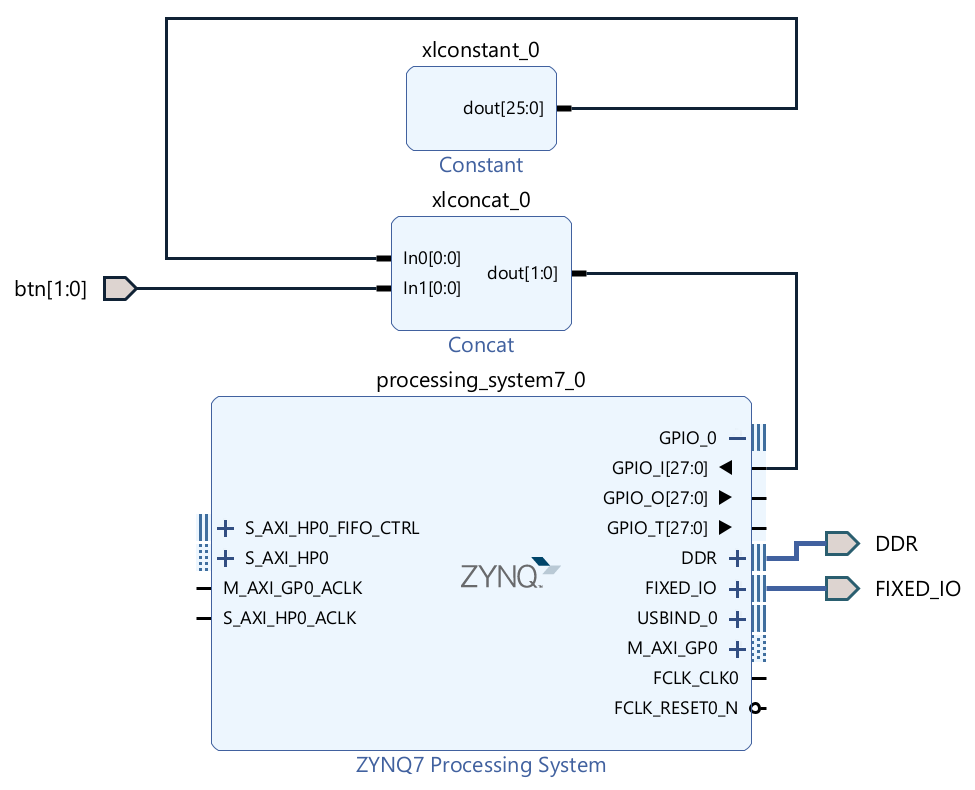 xlconstant_0
dout[25:0]
Constant
xlconcat_0
In0[0:0]
dout[1:0]
In1[0:0]
btn[1:0]
Concat
processing_system7_0
GPIO_0
GPIO_I[27:0]
GPIO_O[27:0]
S_AXI_HP0_FIFO_CTRL
GPIO_T[27:0]
S_AXI_HP0
DDR
DDR
M_AXI_GP0_ACLK
ZYNQ
FIXED_IO
FIXED_IO
S_AXI_HP0_ACLK
USBIND_0
M_AXI_GP0
FCLK_CLK0
FCLK_RESET0_N
ZYNQ7 Processing System